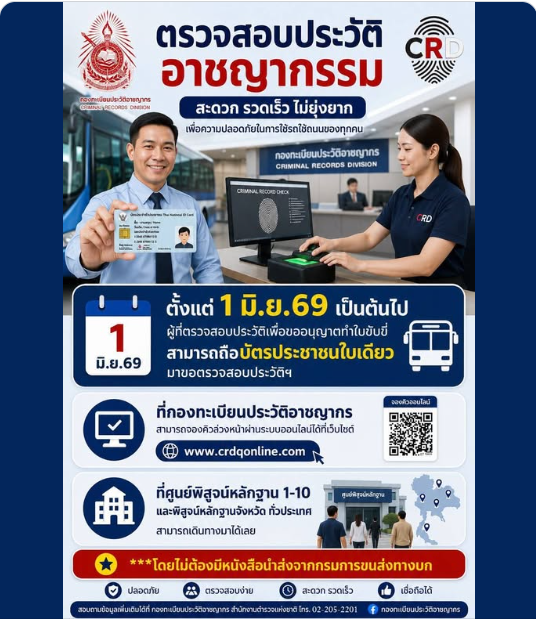 ตรวจสอบประวัติ
อาชญากรรม
CRD
กองทะเบียนประวัติอาชญากร
CRIMINAL RECORDS DIVISION
สะดวก รวดเร็ว ไม่ยุ่งยาก
เพื่อความปลอดภัยในการใช้รถใช้ถนนของทุกคน
กองทะเบียนประวัติอาชญากร
CRIMINAL RECORDS DIVISION
CRIMINAL RECORD CHECK
CRD
1
มิ.ย.69
ตั้งแต่ 1 มิ.ย.69 เป็นต้นไป
ผู้ที่ตรวจสอบประวัติเพื่อขออนุญาตทำใบขับขี่
สามารถถือบัตรประชาชนใบเดียว
มาขอตรวจสอบประวัติฯ
ที่กองทะเบียนประวัติอาชญากร
สามารถจองคิวล่วงหน้าผ่านระบบออนไลน์ได้ที่เว็บไซต์
www.crdqonline.com
จองคิวออนไลน์
ที่ศูนย์พิสูจน์หลักฐาน 1-10
และพิสูจน์หลักฐานจังหวัด ทั่วประเทศ
สามารถเดินทางมาได้เลย
ศูนย์พิสูจน์หลักฐาน
***โดยไม่ต้องมีหนังสือนำส่งจากกรมการขนส่งทางบก
ปลอดภัย
ตรวจสอบง่าย
สะดวก รวดเร็ว
เชื่อถือได้
สอบถามข้อมูลเพิ่มเติมได้ที่ กองทะเบียนประวัติอาชญากร สำนักงานตำรวจแห่งชาติ โทร. 02-205-2201
กองทะเบียนประวัติอาชญากร